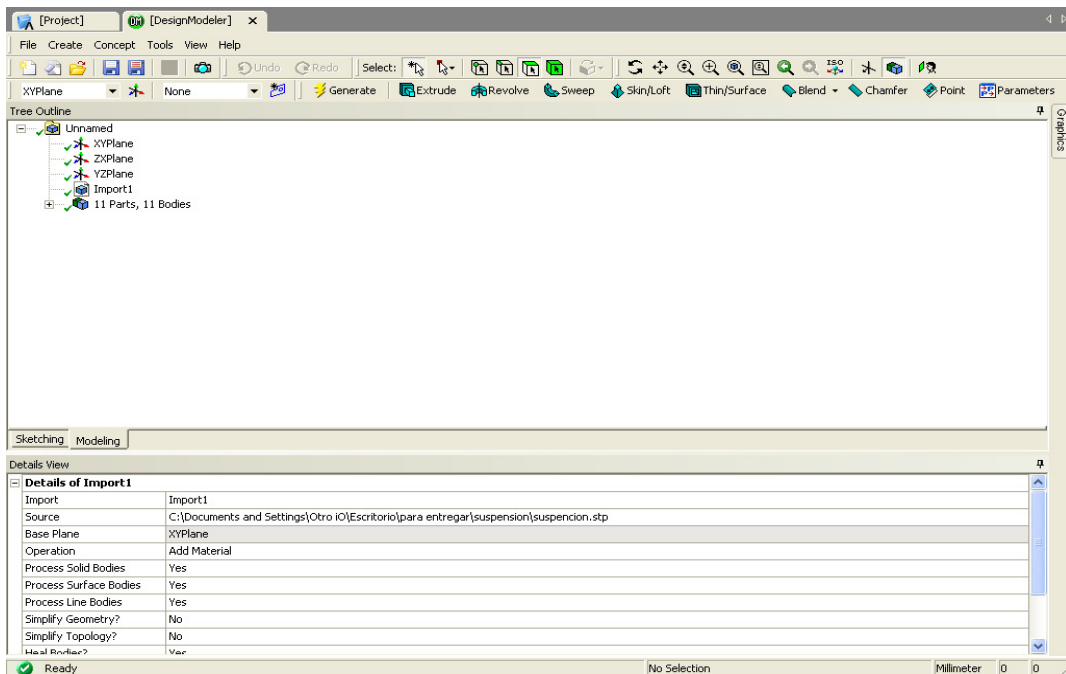 [Project] [DesignModeler]
File Create Concept Tools View Help
Undo Redo Select: ISO
XYPlane None Generate Extrude Revolve Sweep Skin/Loft Thin/Surface Blend Chamfer Point Parameters
Tree Outline
Graphics
Unnamed
XYPlane
ZXPlane
YZPlane
Import1
11 Parts, 11 Bodies
Sketching Modeling
Details View
Details of Import1
Import Import1
Source C:\Documents and Settings\Otro iO\Escritorio\para entregar\suspension\suspencion.stp
Base Plane XYPlane
Operation Add Material
Process Solid Bodies Yes
Process Surface Bodies Yes
Process Line Bodies Yes
Simplify Geometry? No
Simplify Topology? No
Heal Bodies? Yes
Ready No Selection Millimeter 0 0